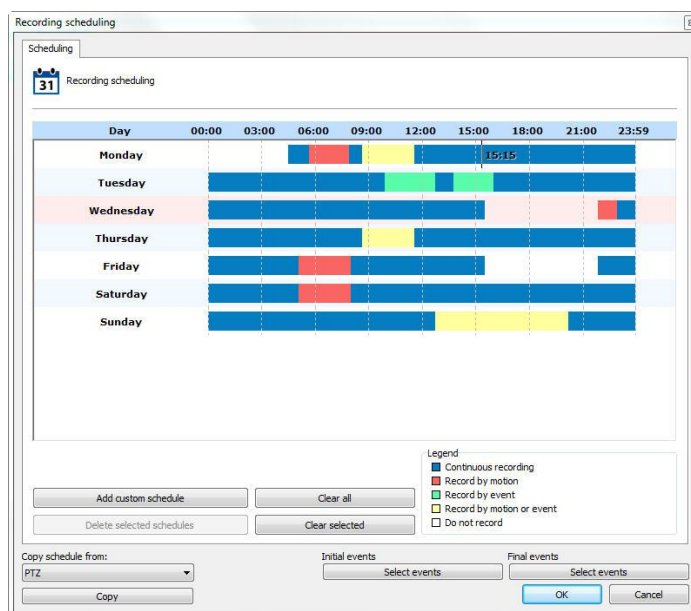 Recording scheduling
Scheduling
31
Recording scheduling
Day 00:00 03:00 06:00 09:00 12:00 15:00 18:00 21:00 23:59
Monday 15:15
Tuesday
Wednesday
Thursday
Friday
Saturday
Sunday
Legend
Continuous recording
Record by motion
Record by event
Record by motion or event
Do not record
Add custom schedule Clear all
Delete selected schedules Clear selected
Copy schedule from: Initial events Final events
PTZ Select events Select events
Copy OK Cancel